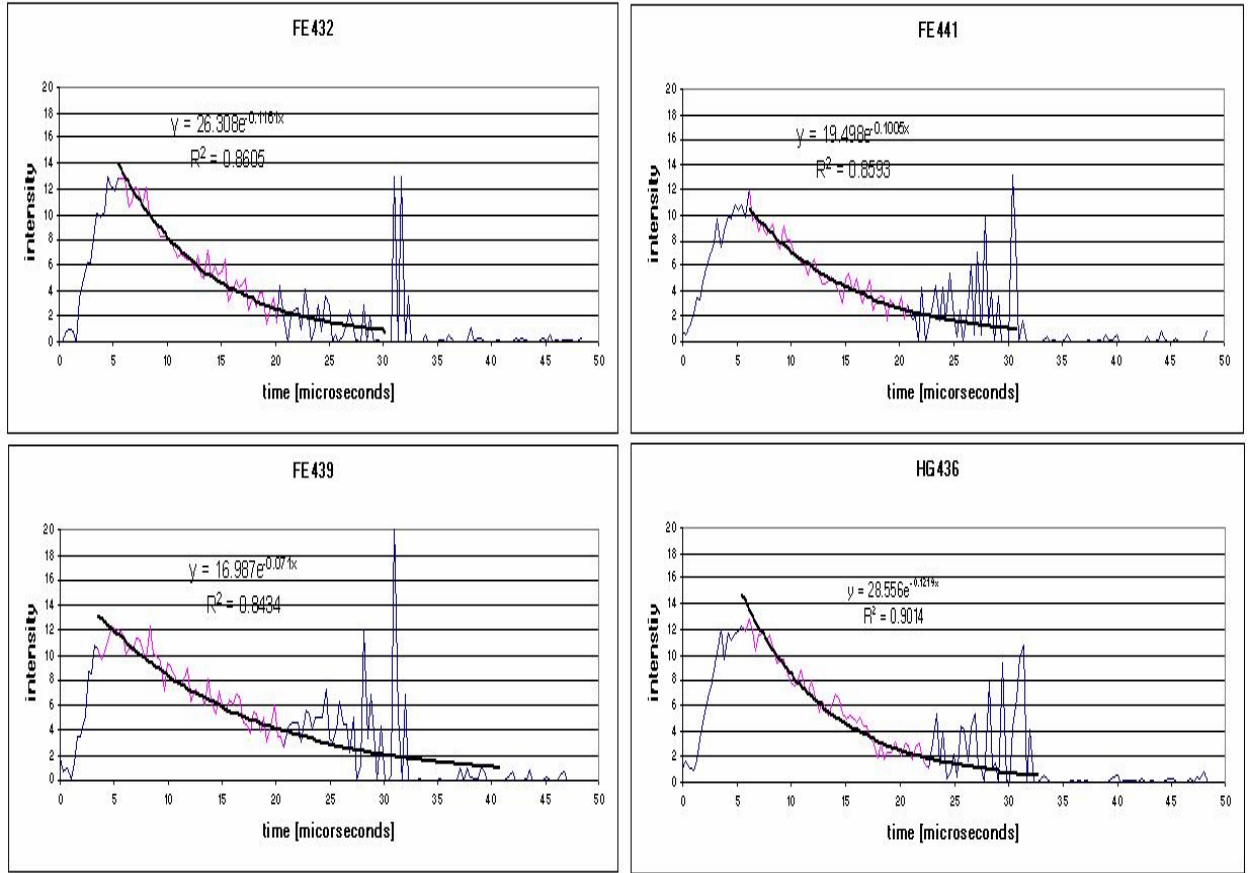 FE432
20
18
16
14
12
10
8
6
4
2
0
intensity
y = 26.308e^-0.1161x
R² = 0.8605
0 5 10 15 20 25 30 35 40 45 50
time [microseconds]
FE441
20
18
16
14
12
10
8
6
4
2
0
intensity
y = 19.498e^-0.1005x
R² = 0.8593
0 5 10 15 20 25 30 35 40 45 50
time [micorseconds]
FE439
20
18
16
14
12
10
8
6
4
2
0
intensity
y = 16.987e^-0.071x
R² = 0.8434
0 5 10 15 20 25 30 35 40 45 50
time [micorseconds]
HG436
20
18
16
14
12
10
8
6
4
2
0
intenstiy
y = 28.556e^-0.1214x
R² = 0.9014
0 5 10 15 20 25 30 35 40 45 50
time [microseconds]